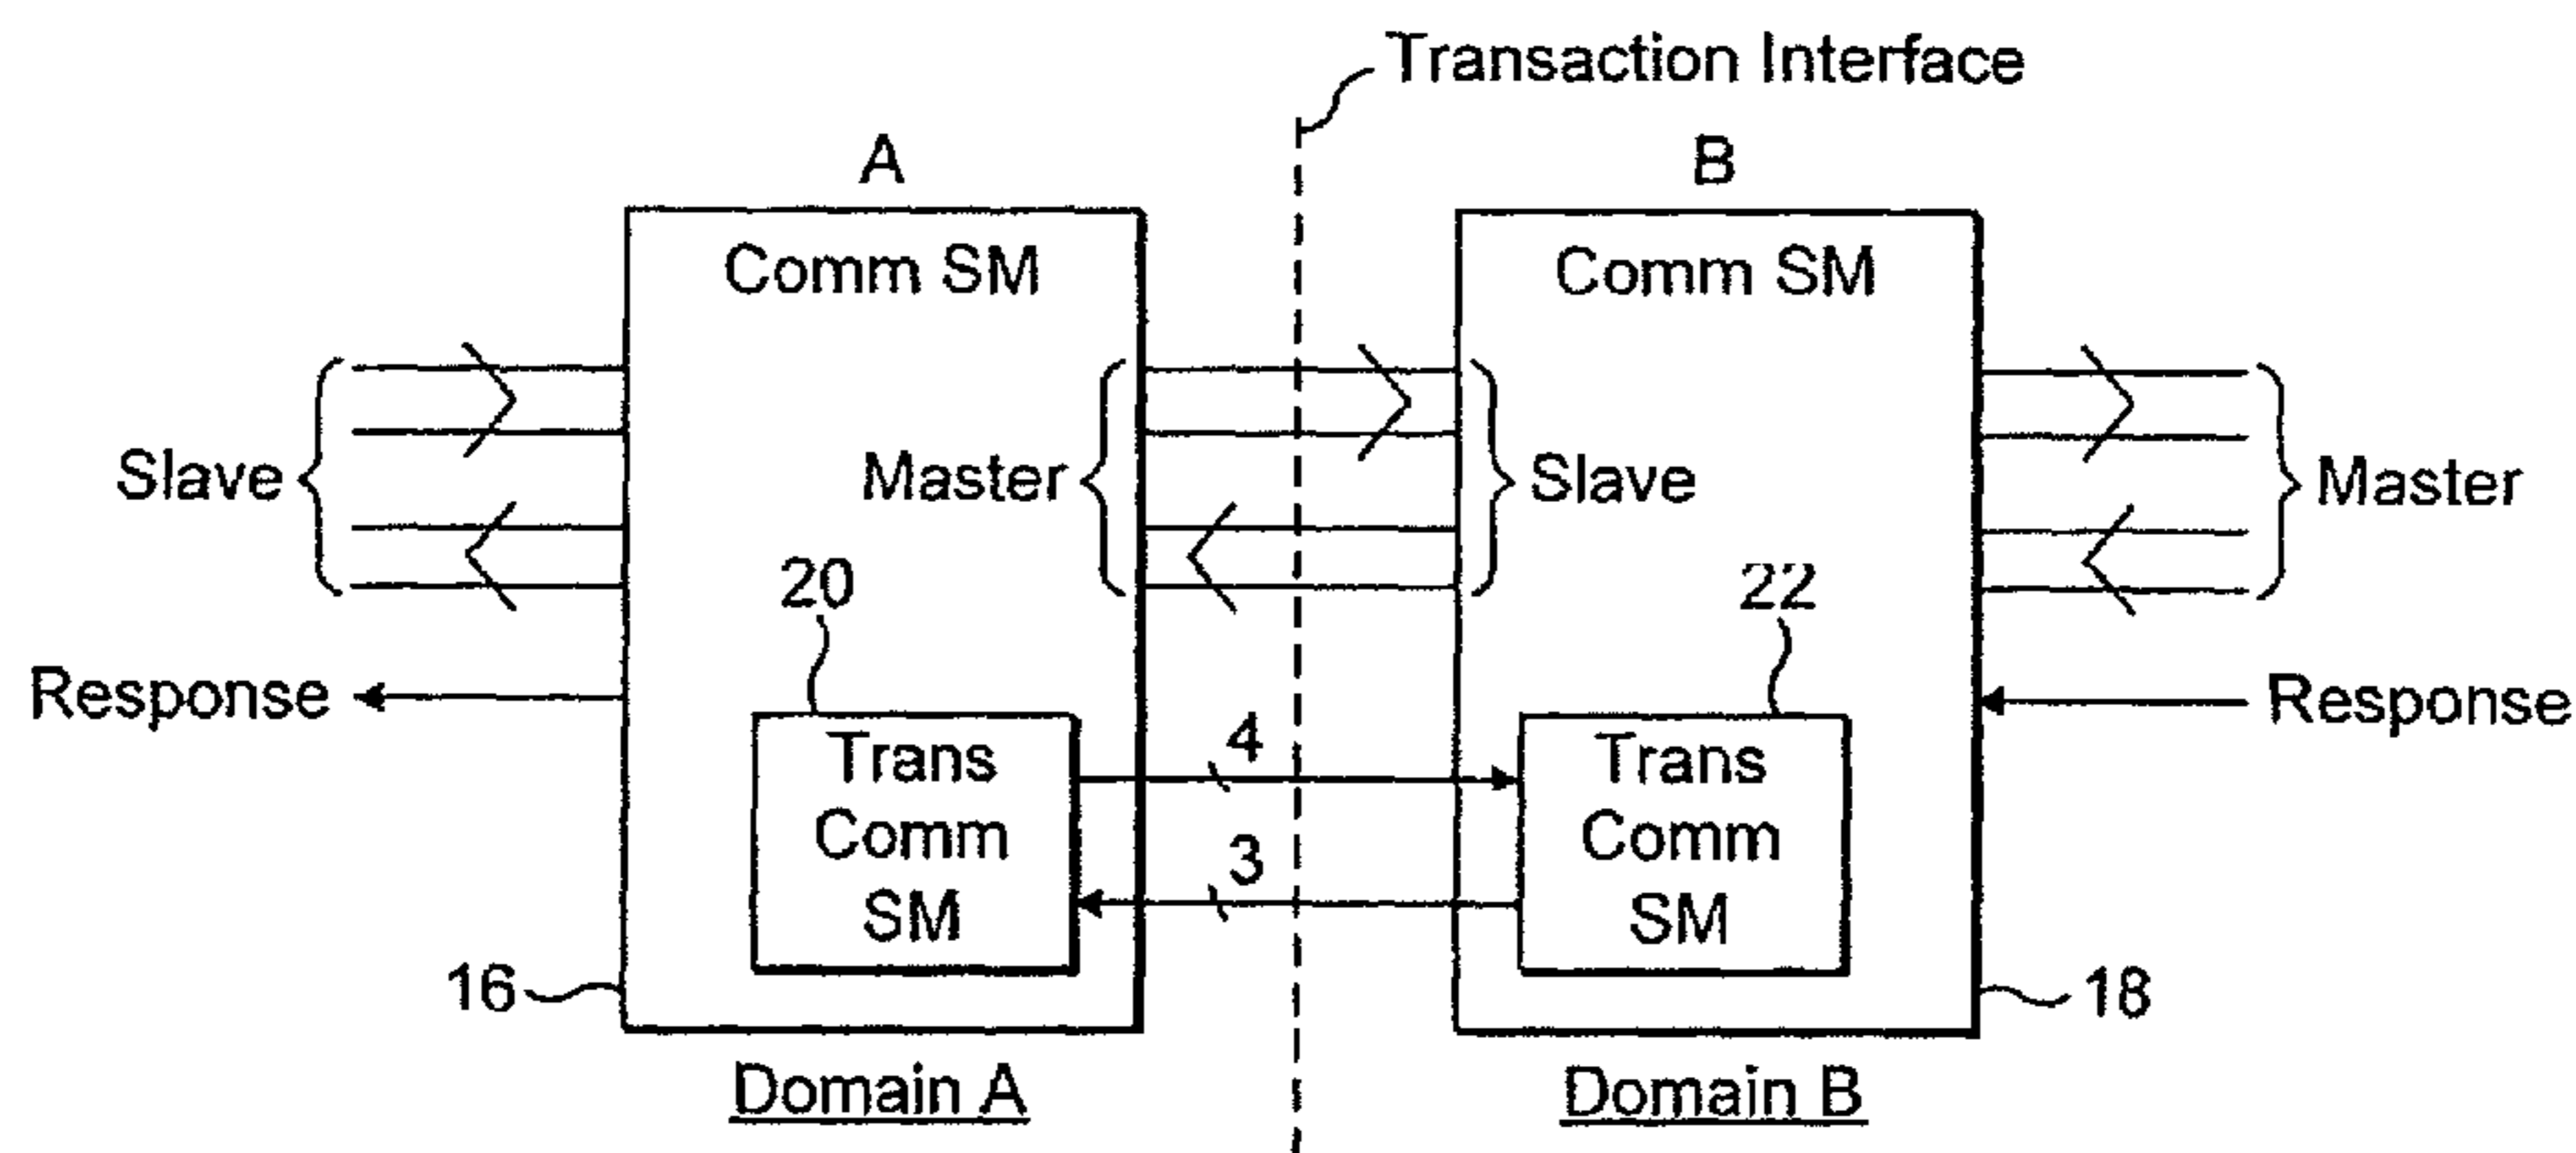 Transaction Interface
A
B
Comm SM
Comm SM
Slave
Master
Slave
Master
20
22
Response
Response
Trans
Comm
SM
4
3
Trans
Comm
SM
16
18
Domain A
Domain B